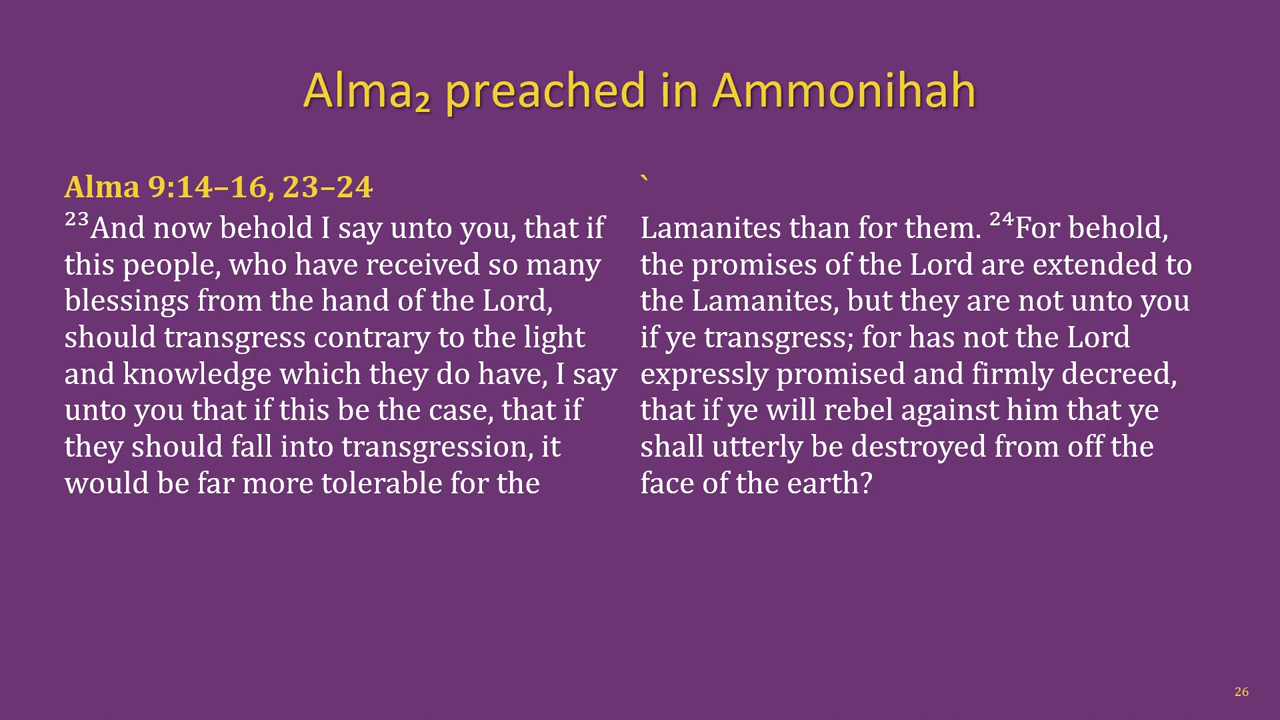 Alma₂ preached in Ammonihah
Alma 9:14–16, 23–24
²³And now behold I say unto you, that if
this people, who have received so many
blessings from the hand of the Lord,
should transgress contrary to the light
and knowledge which they do have, I say
unto you that if this be the case, that if
they should fall into transgression, it
would be far more tolerable for the
`
Lamanites than for them. ²⁴For behold,
the promises of the Lord are extended to
the Lamanites, but they are not unto you
if ye transgress; for has not the Lord
expressly promised and firmly decreed,
that if ye will rebel against him that ye
shall utterly be destroyed from off the
face of the earth?
26